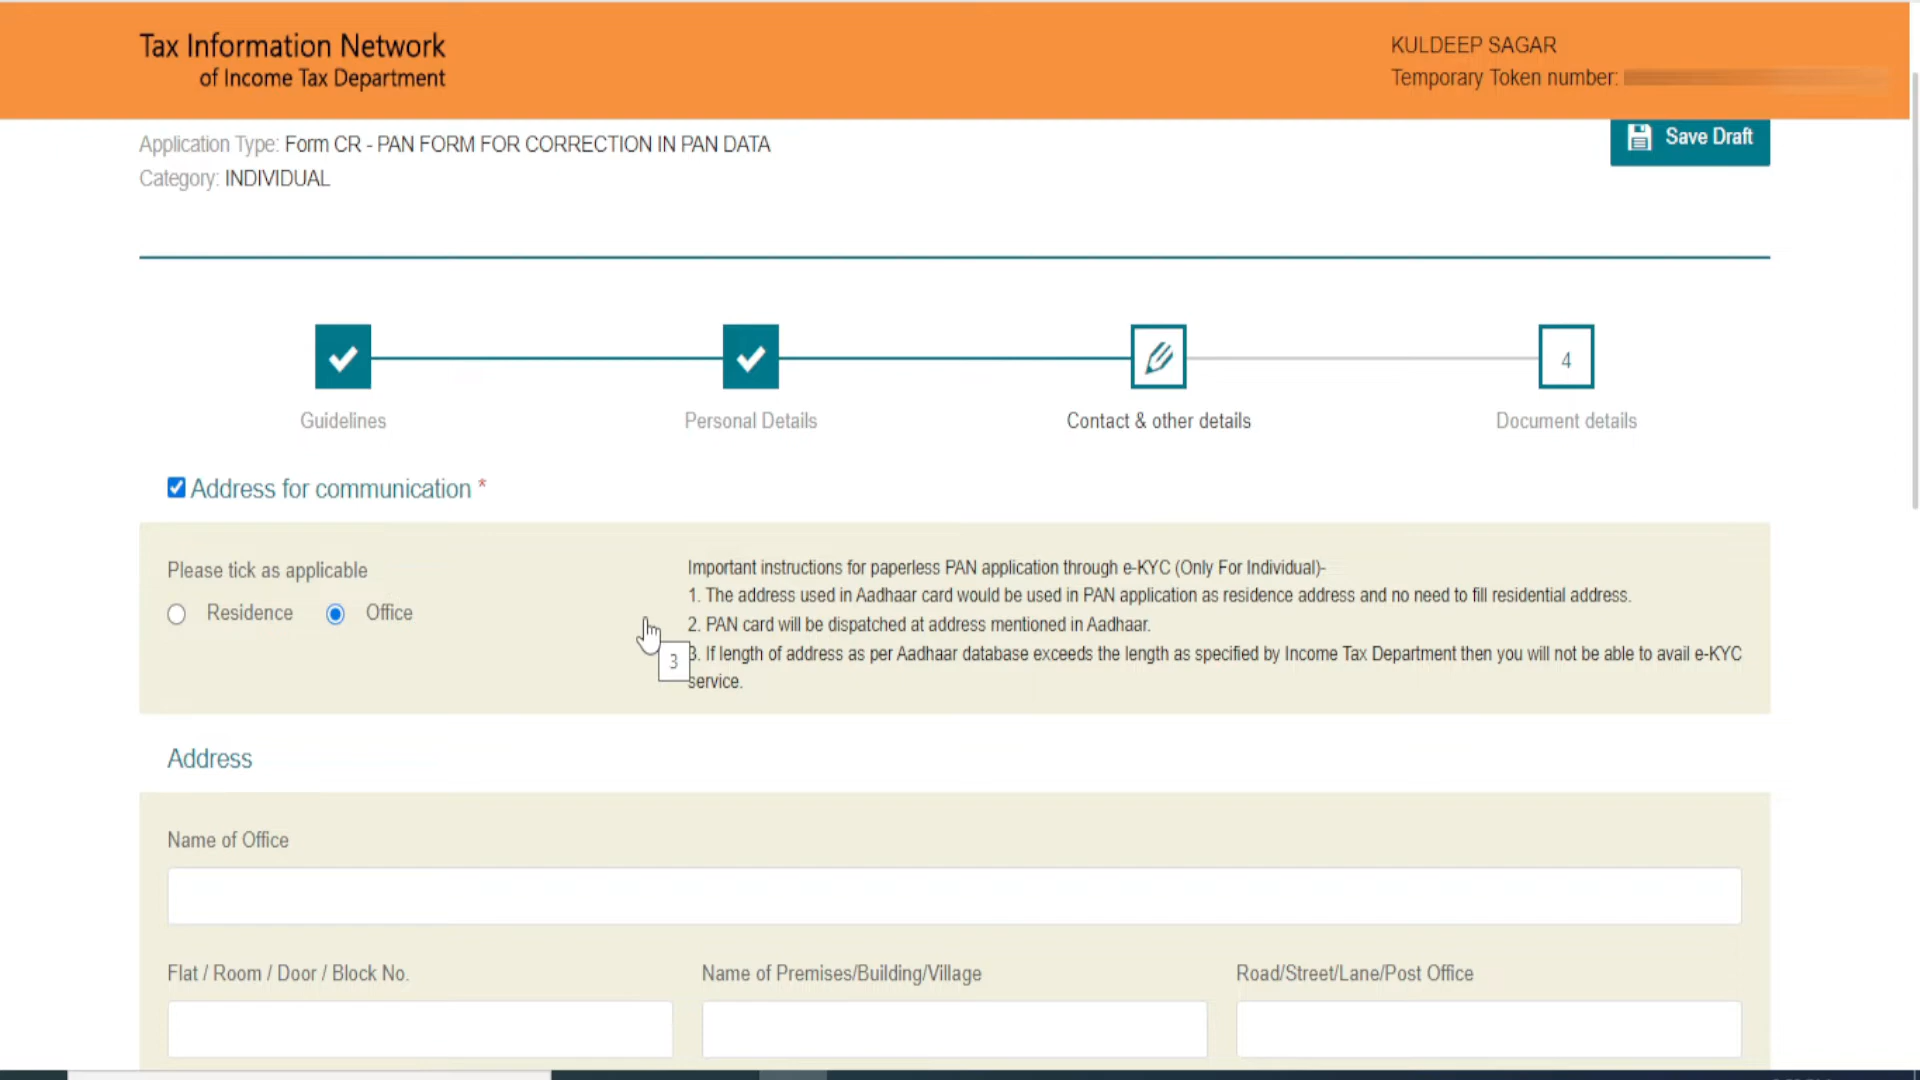 Tax Information Network
of Income Tax Department
KULDEEP SAGAR
Temporary Token number:
Application Type: Form CR - PAN FORM FOR CORRECTION IN PAN DATA
Category: INDIVIDUAL
Save Draft
4
Guidelines
Personal Details
Contact & other details
Document details
Address for communication *
Please tick as applicable
Residence
Office
Important instructions for paperless PAN application through e-KYC (Only For Individual)-
1. The address used in Aadhaar card would be used in PAN application as residence address and no need to fill residential address.
2. PAN card will be dispatched at address mentioned in Aadhaar.
3. If length of address as per Aadhaar database exceeds the length as specified by Income Tax Department then you will not be able to avail e-KYC
service.
3
Address
Name of Office
Flat / Room / Door / Block No.
Name of Premises/Building/Village
Road/Street/Lane/Post Office